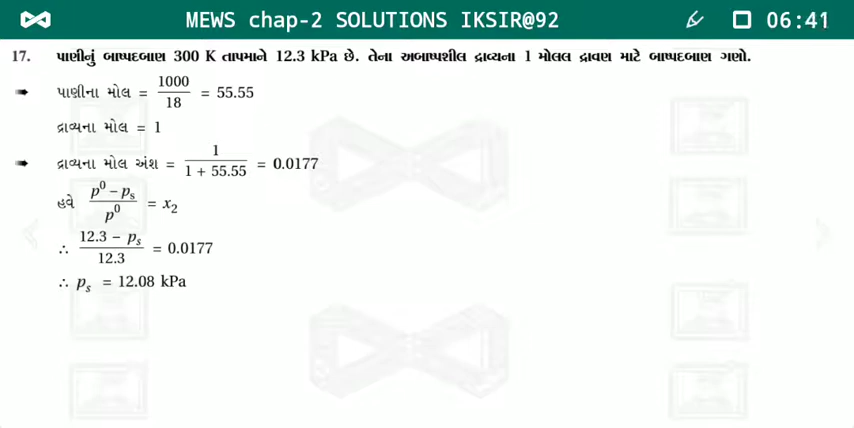 MEWS chap-2 SOLUTIONS IKSIR@92 06:41
17. પાણીનું બાષ્પદબાણ 300 K તાપમાને 12.3 kPa છે. તેના અબાષ્પશીલ દ્રાવ્યના 1 મોલલ દ્રાવણ માટે બાષ્પદબાણ ગણો.
➡ પાણીના મોલ = 1000/18 = 55.55
દ્રાવ્યના મોલ = 1
➡ દ્રાવ્યના મોલ અંશ = 1/(1 + 55.55) = 0.0177
હવે (p⁰ – pₛ)/p⁰ = x₂
∴ (12.3 – pₛ)/12.3 = 0.0177
∴ pₛ = 12.08 kPa